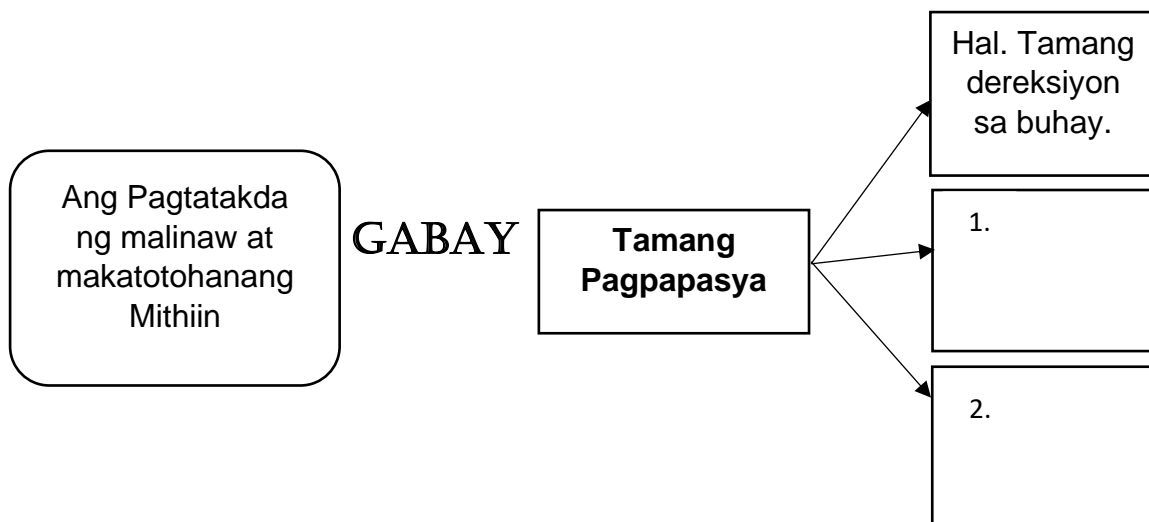 Ang Pagtatakda
ng malinaw at
makatotohanang
Mithiin
GABAY
Tamang
Pagpapasya
Hal. Tamang
dereksiyon
sa buhay.
1.
2.